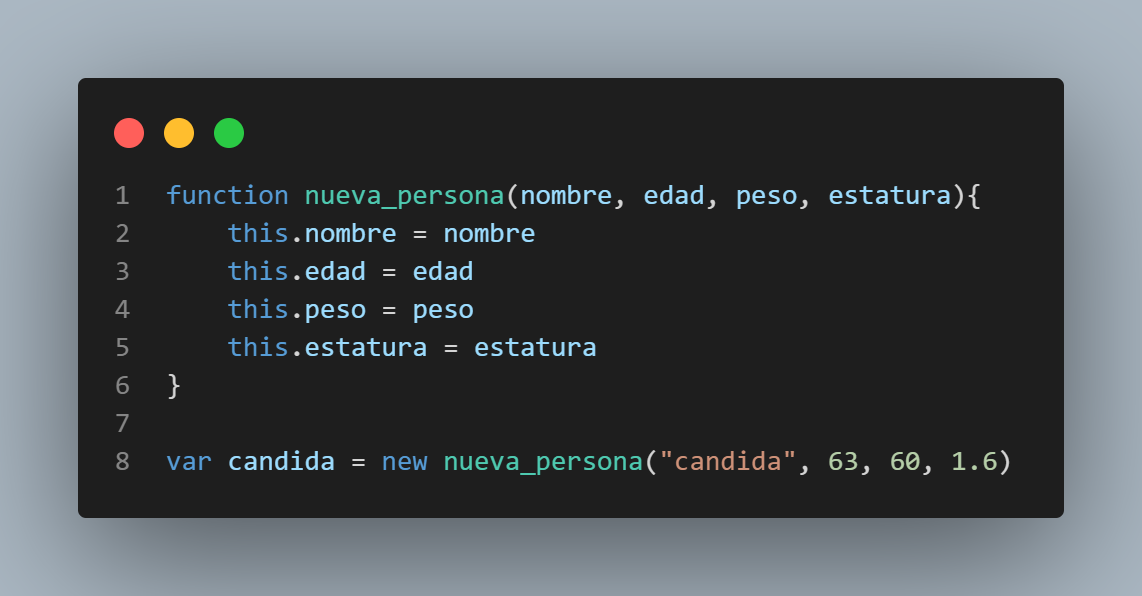 1 function nueva_persona(nombre, edad, peso, estatura){
2     this.nombre = nombre
3     this.edad = edad
4     this.peso = peso
5     this.estatura = estatura
6 }
7
8 var candida = new nueva_persona("candida", 63, 60, 1.6)